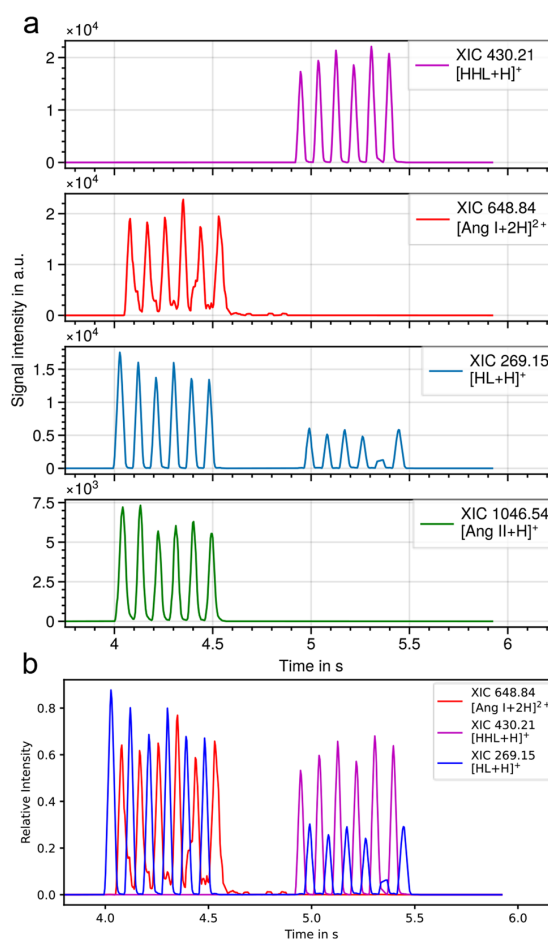 a
×10⁴
2
1
0
XIC 430.21
[HHL+H]⁺
×10⁴
2
1
0
XIC 648.84
[Ang I+2H]²⁺
Signal intensity in a.u.
×10⁴
1.5
1.0
0.5
0.0
XIC 269.15
[HL+H]⁺
×10³
7.5
5.0
2.5
0
XIC 1046.54
[Ang II+H]⁺
4 4.5 5 5.5 6
Time in s
b
Relative Intensity
0.8
0.6
0.4
0.2
0.0
XIC 648.84
[Ang I+2H]²⁺
XIC 430.21
[HHL+H]⁺
XIC 269.15
[HL+H]⁺
4.0 4.5 5.0 5.5 6.0
Time in s